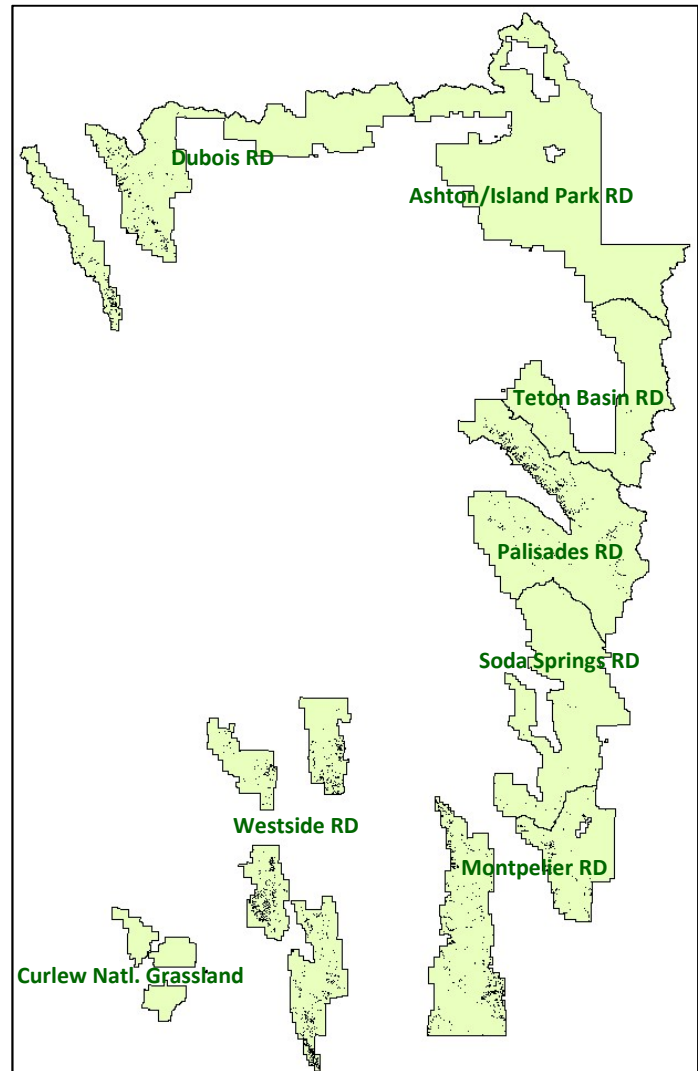 Dubois RD
Ashton/Island Park RD
Teton Basin RD
Palisades RD
Soda Springs RD
Westside RD
Montpelier RD
Curlew Natl. Grassland